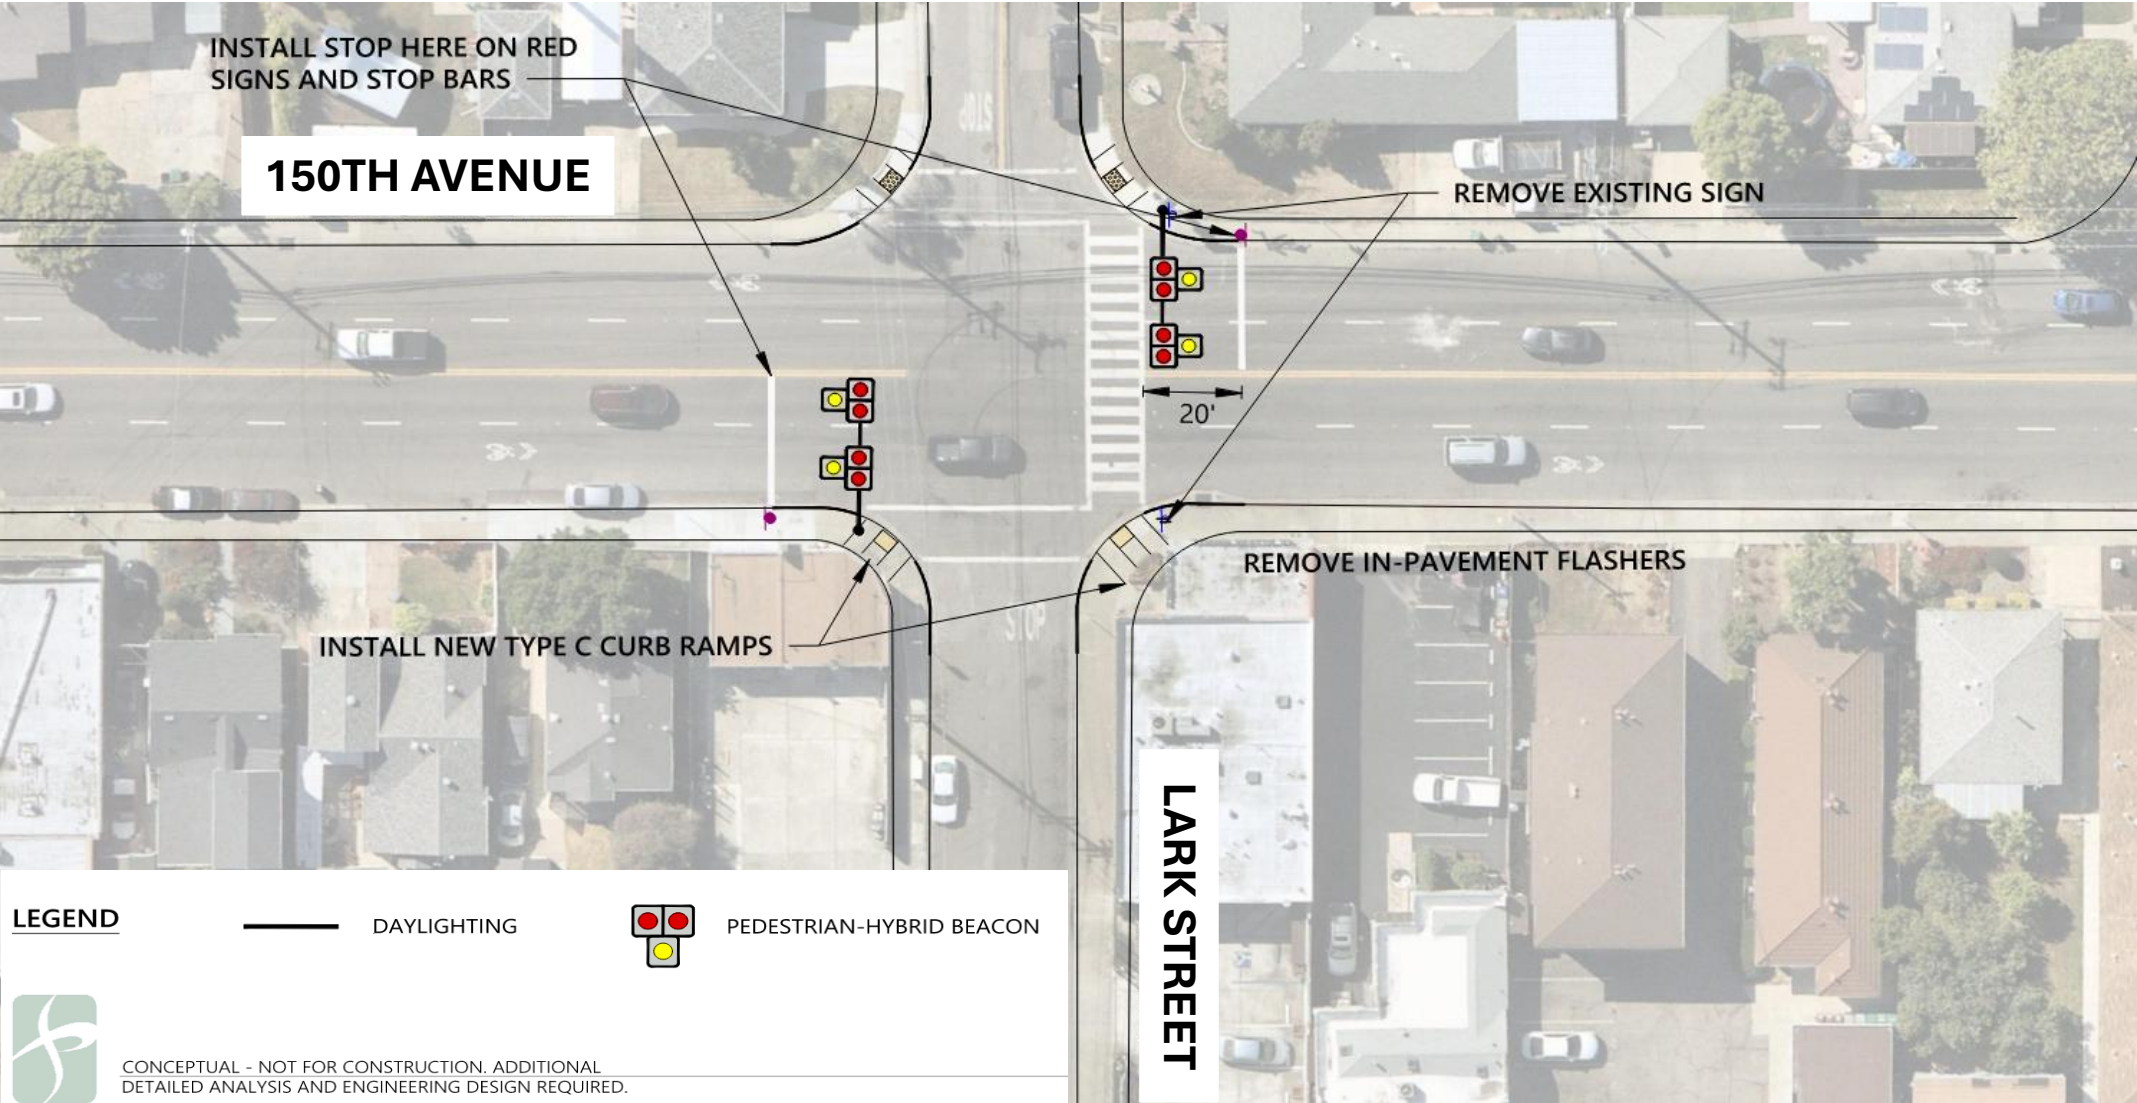 INSTALL STOP HERE ON RED
SIGNS AND STOP BARS
150TH AVENUE
STOP
REMOVE EXISTING SIGN
20'
REMOVE IN-PAVEMENT FLASHERS
STOP
INSTALL NEW TYPE C CURB RAMPS
LARK STREET
LEGEND
DAYLIGHTING
PEDESTRIAN-HYBRID BEACON
CONCEPTUAL - NOT FOR CONSTRUCTION. ADDITIONAL
DETAILED ANALYSIS AND ENGINEERING DESIGN REQUIRED.